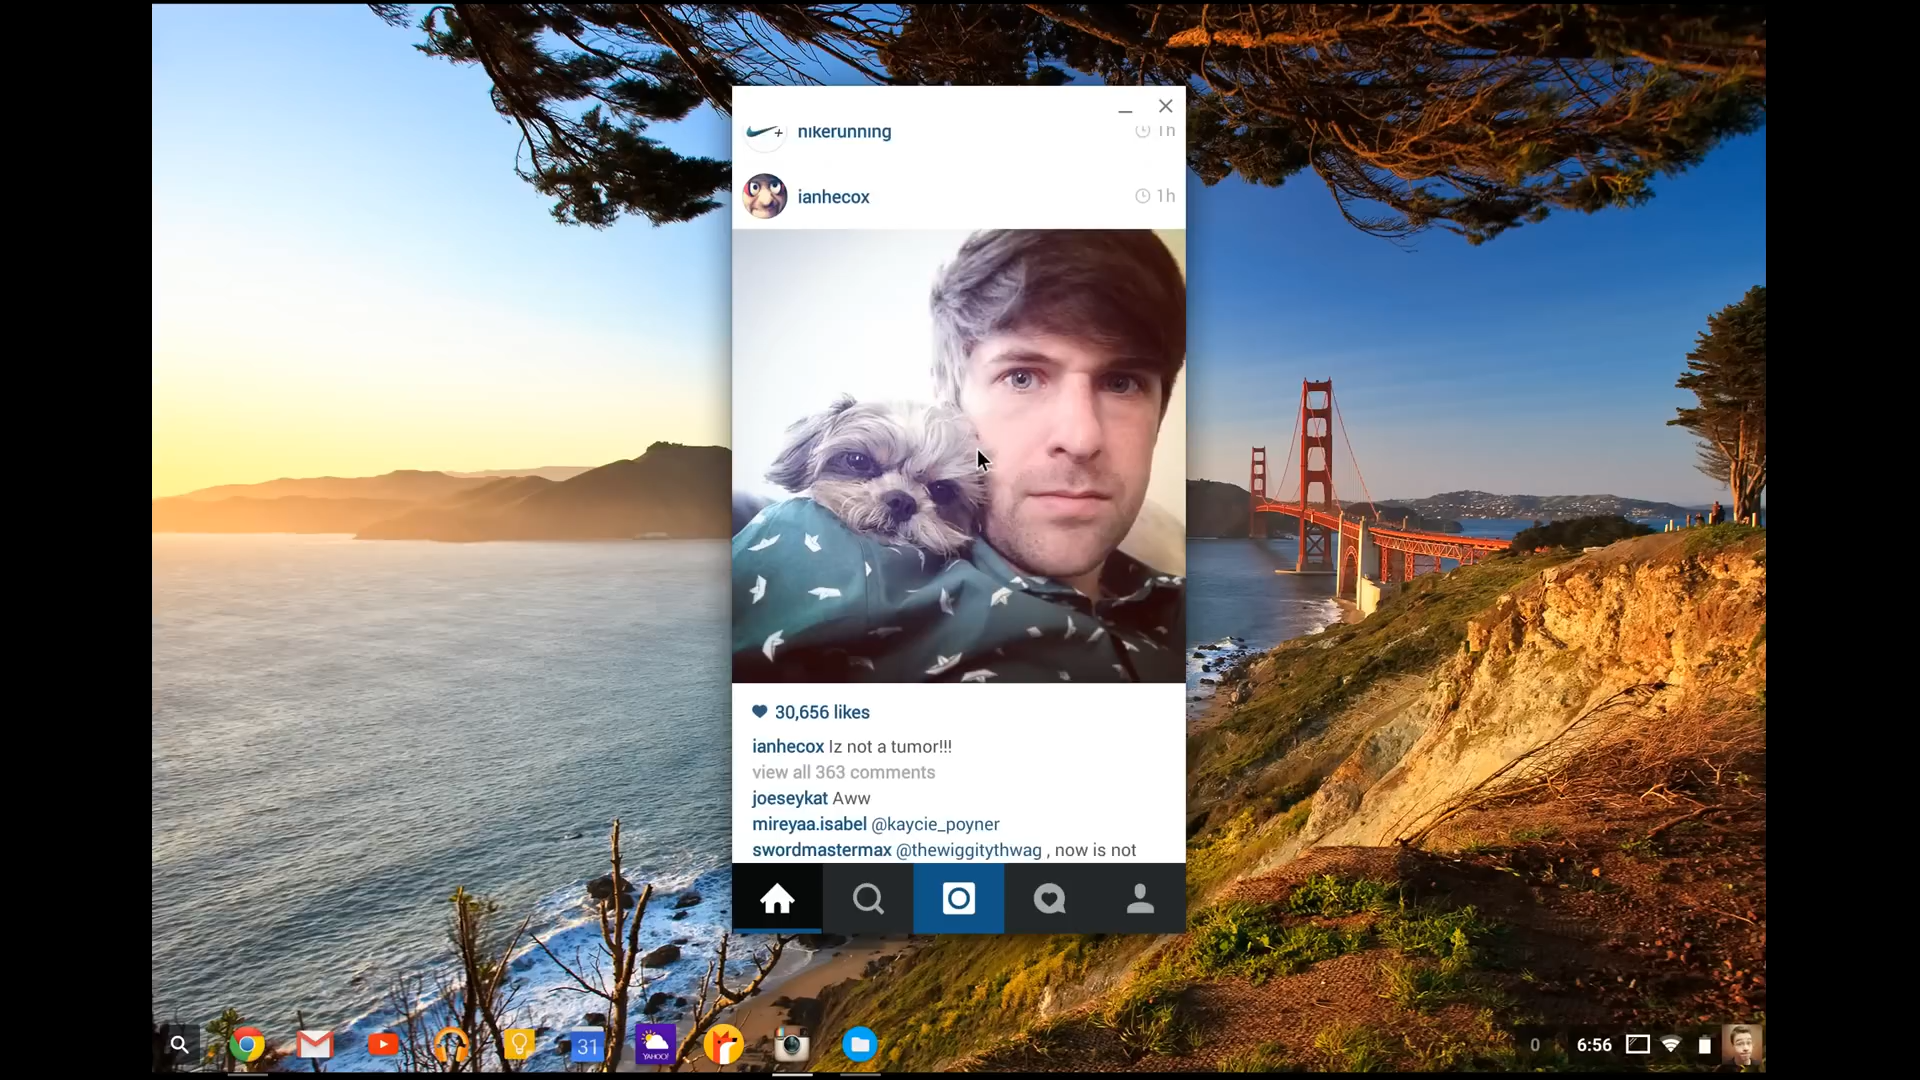 nikerunning
1h
ianhecox
1h
30,656 likes
ianhecox Iz not a tumor!!!
view all 363 comments
joeseykat Aww
mireyaa.isabel @kaycie_poyner
swordmastermax @thewiggitythwag , now is not
31
YAHOO!
0
6:56